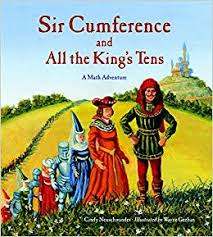 Sir Cumference
and
All the King's Tens
A Math Adventure
Cindy Neuschwander Illustrated by Wayne Geehan